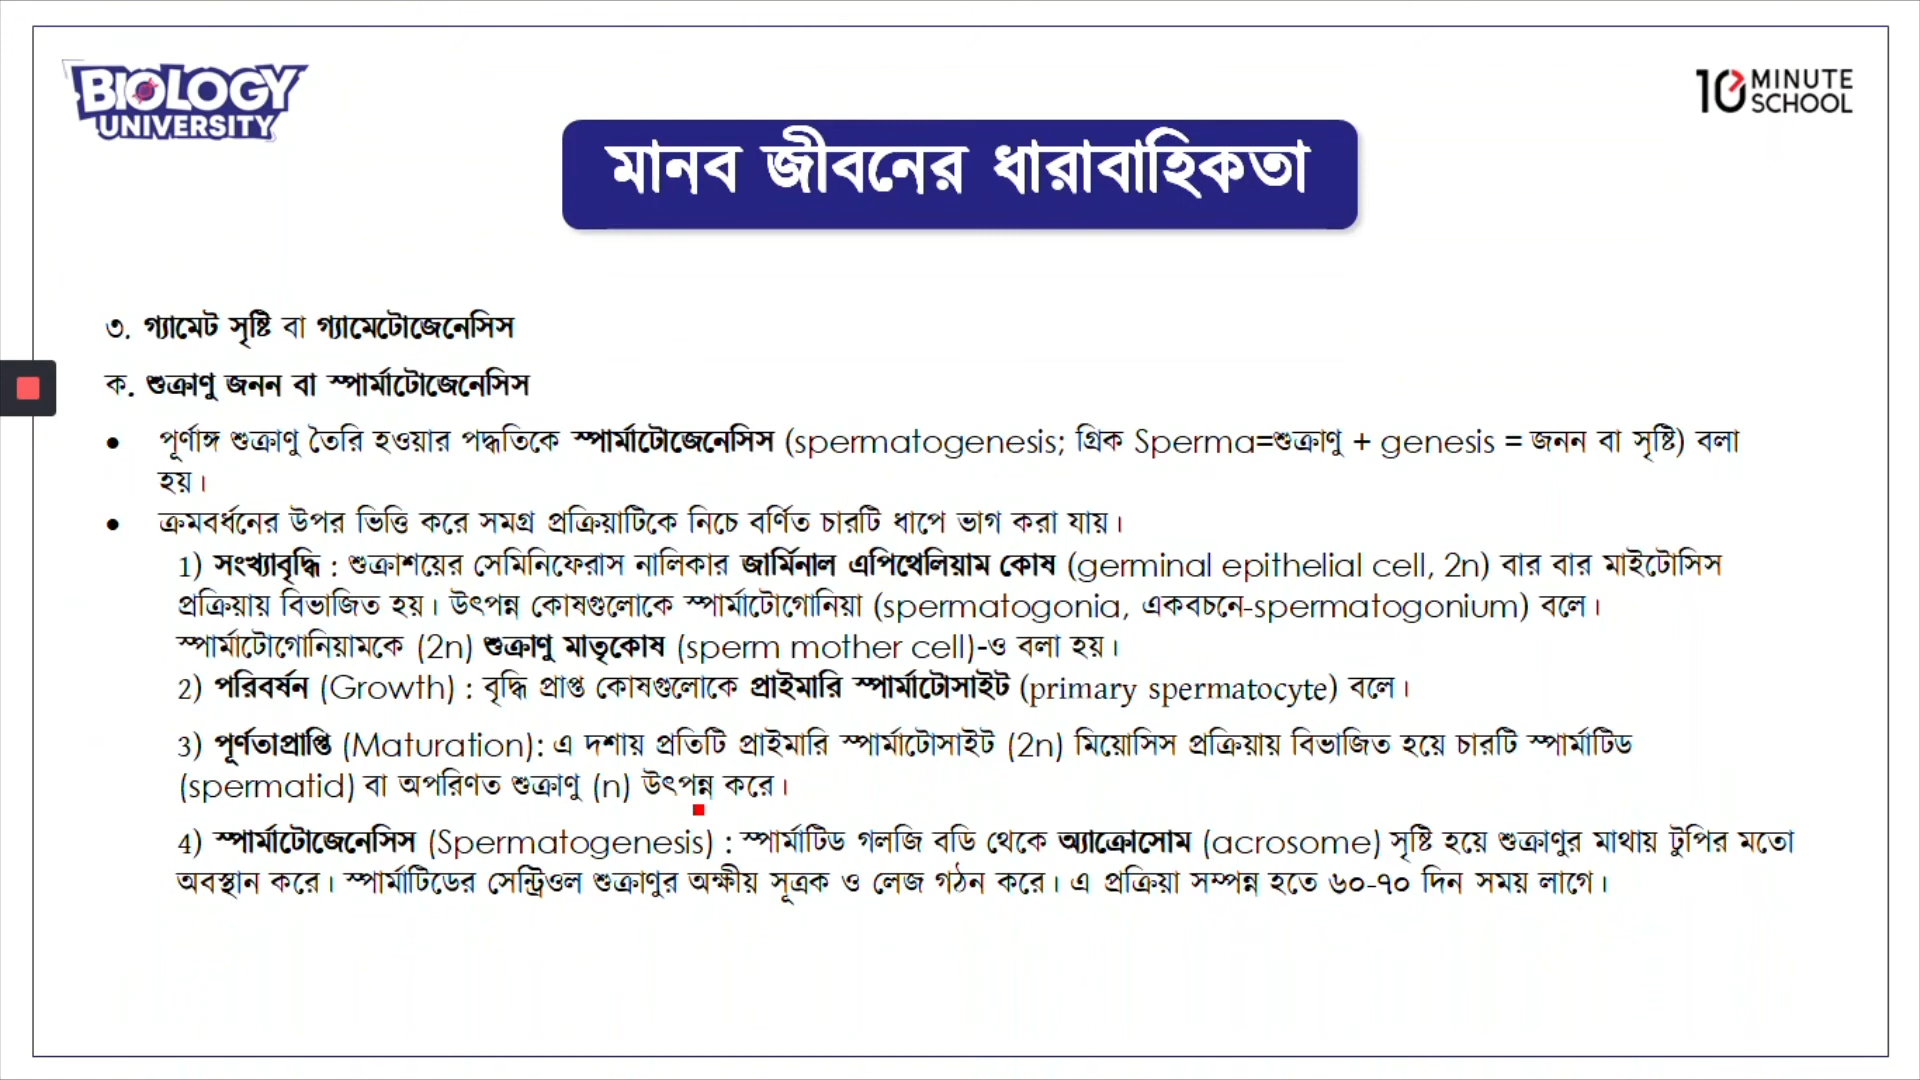 BIOLOGY
UNIVERSITY
10 MINUTE
SCHOOL
মানব জীবনের ধারাবাহিকতা
৩. গ্যামেট সৃষ্টি বা গ্যামেটোজেনেসিস
ক. শুক্রাণু জনন বা স্পার্মাটোজেনেসিস
• পূর্ণাঙ্গ শুক্রাণু তৈরি হওয়ার পদ্ধতিকে স্পার্মাটোজেনেসিস (spermatogenesis; গ্রিক Sperma=শুক্রাণু + genesis = জনন বা সৃষ্টি) বলা
হয়।
• ক্রমবর্ধনের উপর ভিত্তি করে সমগ্র প্রক্রিয়াটিকে নিচে বর্ণিত চারটি ধাপে ভাগ করা যায়।
1) সংখ্যাবৃদ্ধি : শুক্রাশয়ের সেমিনিফেরাস নালিকার জার্মিনাল এপিথেলিয়াম কোষ (germinal epithelial cell, 2n) বার বার মাইটোসিস
প্রক্রিয়ায় বিভাজিত হয়। উৎপন্ন কোষগুলোকে স্পার্মাটোগোনিয়া (spermatogonia, একবচনে-spermatogonium) বলে।
স্পার্মাটোগোনিয়ামকে (2n) শুক্রাণু মাতৃকোষ (sperm mother cell)-ও বলা হয়।
2) পরিবর্ষন (Growth) : বৃদ্ধি প্রাপ্ত কোষগুলোকে প্রাইমারি স্পার্মাটোসাইট (primary spermatocyte) বলে।
3) পূর্ণতাপ্রাপ্তি (Maturation): এ দশায় প্রতিটি প্রাইমারি স্পার্মাটোসাইট (2n) মিয়োসিস প্রক্রিয়ায় বিভাজিত হয়ে চারটি স্পার্মাটিড
(spermatid) বা অপরিণত শুক্রাণু (n) উৎপন্ন করে।
4) স্পার্মাটোজেনেসিস (Spermatogenesis) : স্পার্মাটিড গলজি বডি থেকে অ্যাক্রোসোম (acrosome) সৃষ্টি হয়ে শুক্রাণুর মাথায় টুপির মতো
অবস্থান করে। স্পার্মাটিডের সেন্ট্রিওল শুক্রাণুর অক্ষীয় সূত্রক ও লেজ গঠন করে। এ প্রক্রিয়া সম্পন্ন হতে ৬০-৭০ দিন সময় লাগে।